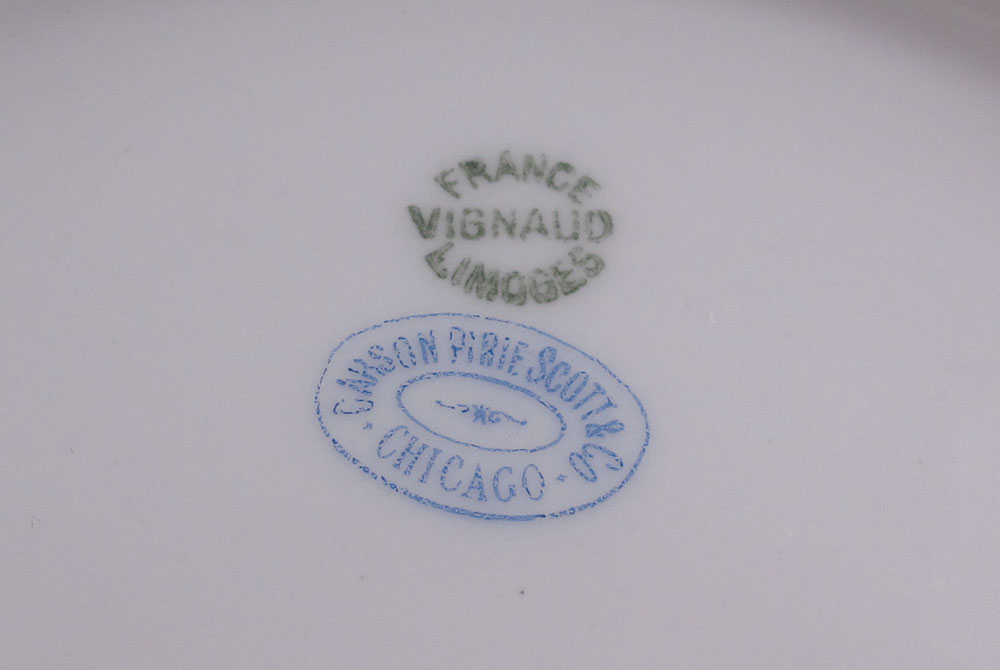 FRANCE
VIGNAUD
LIMOGES
CARSON PIRIE SCOTT & CO
CHICAGO